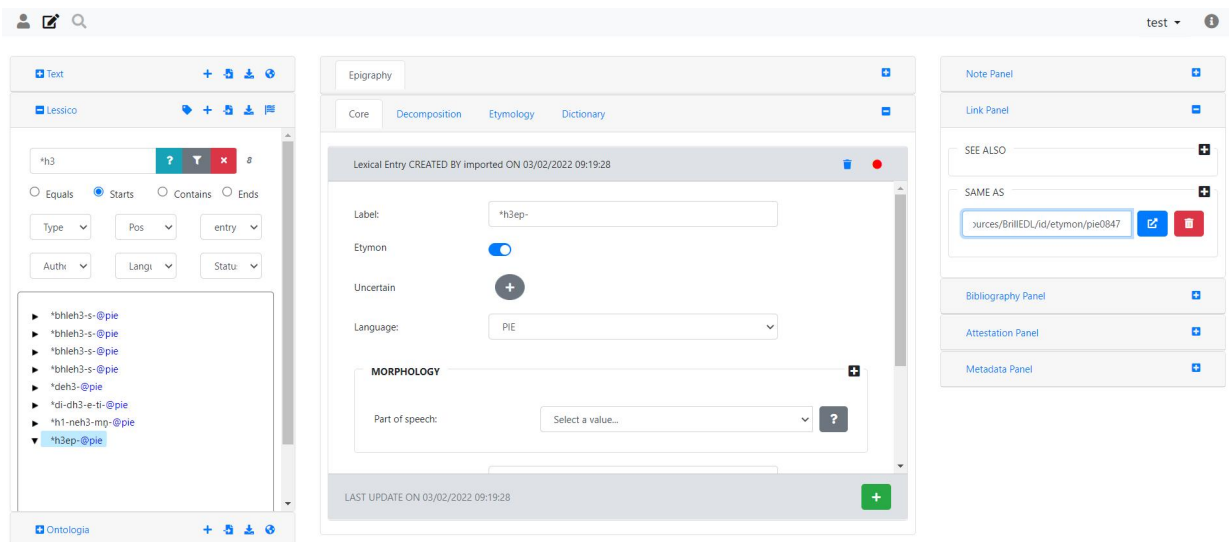 test
Text
Lessico
*h3
8
Equals
Starts
Contains
Ends
Type
Pos
entry
Autho
Langu
Statu
*bhleh3-s-@pie
*bhleh3-s-@pie
*bhleh3-s-@pie
*bhleh3-s-@pie
*deh3-@pie
*di-dh3-e-ti-@pie
*h1-neh3-mn̥-@pie
*h3ep-@pie
Ontologia
Epigraphy
Core Decomposition Etymology Dictionary
Lexical Entry CREATED BY imported ON 03/02/2022 09:19:28
Label: *h3ep-
Etymon
Uncertain
Language: PIE
MORPHOLOGY
Part of speech: Select a value...
?
LAST UPDATE ON 03/02/2022 09:19:28
Note Panel
Link Panel
SEE ALSO
SAME AS
ources/BrillEDL/id/etymon/pie0847
Bibliography Panel
Attestation Panel
Metadata Panel